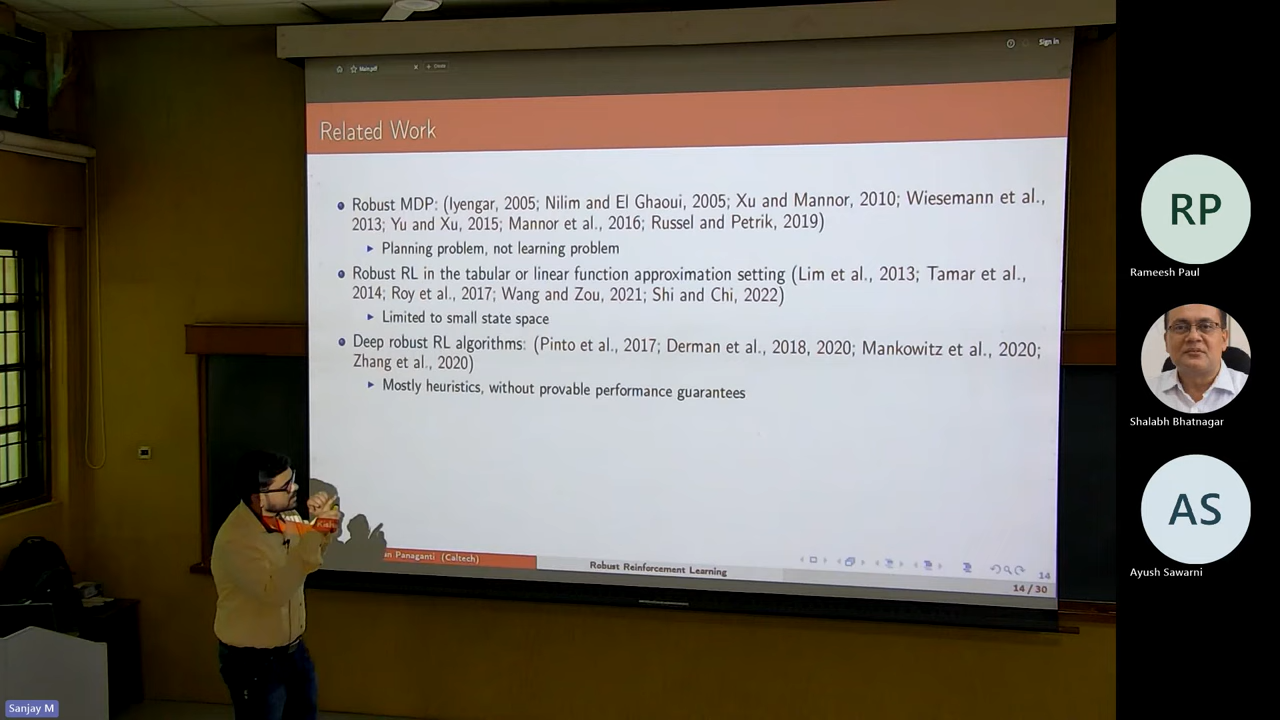 Sign In
Main.pdf
Related Work
Robust MDP: (Iyengar, 2005; Nilim and El Ghaoui, 2005; Xu and Mannor, 2010; Wiesemann et al.,
2013; Yu and Xu, 2015; Mannor et al., 2016; Russel and Petrik, 2019)
Planning problem, not learning problem
Robust RL in the tabular or linear function approximation setting (Lim et al., 2013; Tamar et al.,
2014; Roy et al., 2017; Wang and Zou, 2021; Shi and Chi, 2022)
Limited to small state space
Deep robust RL algorithms: (Pinto et al., 2017; Derman et al., 2018, 2020; Mankowitz et al., 2020;
Zhang et al., 2020)
Mostly heuristics, without provable performance guarantees
Panaganti (Caltech)
Robust Reinforcement Learning
14
14 / 30
RP
Rameesh Paul
Shalabh Bhatnagar
AS
Ayush Sawarni
Sanjay M